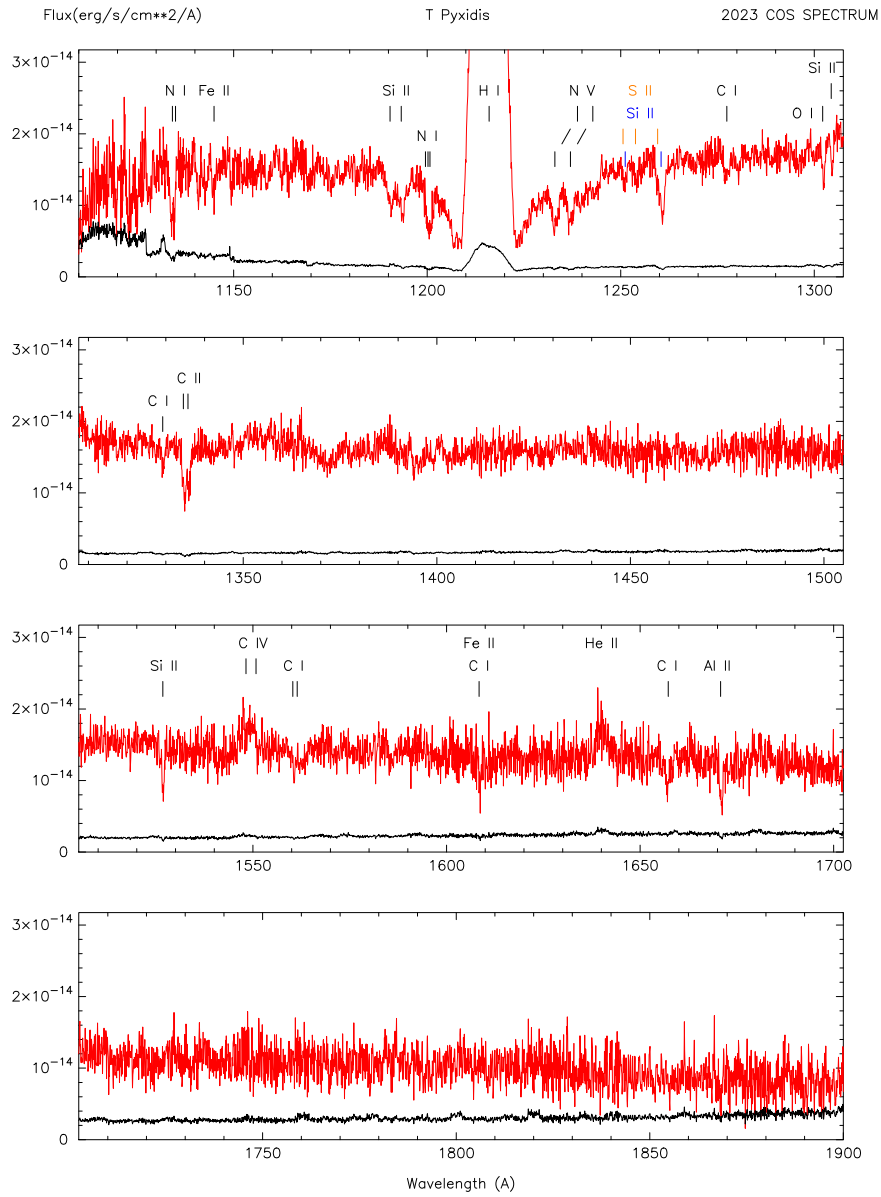 Flux(erg/s/cm**2/A) T Pyxidis 2023 COS SPECTRUM
3×10⁻¹⁴
Si II
N I Fe II Si II H I N V S II C I
Si II O I
2×10⁻¹⁴
N I
10⁻¹⁴
0
1150 1200 1250 1300
3×10⁻¹⁴
C II
C I
2×10⁻¹⁴
10⁻¹⁴
0
1350 1400 1450 1500
3×10⁻¹⁴
C IV Fe II He II
Si II C I C I C I Al II
2×10⁻¹⁴
10⁻¹⁴
0
1550 1600 1650 1700
3×10⁻¹⁴
2×10⁻¹⁴
10⁻¹⁴
0
1750 1800 1850 1900
Wavelength (A)